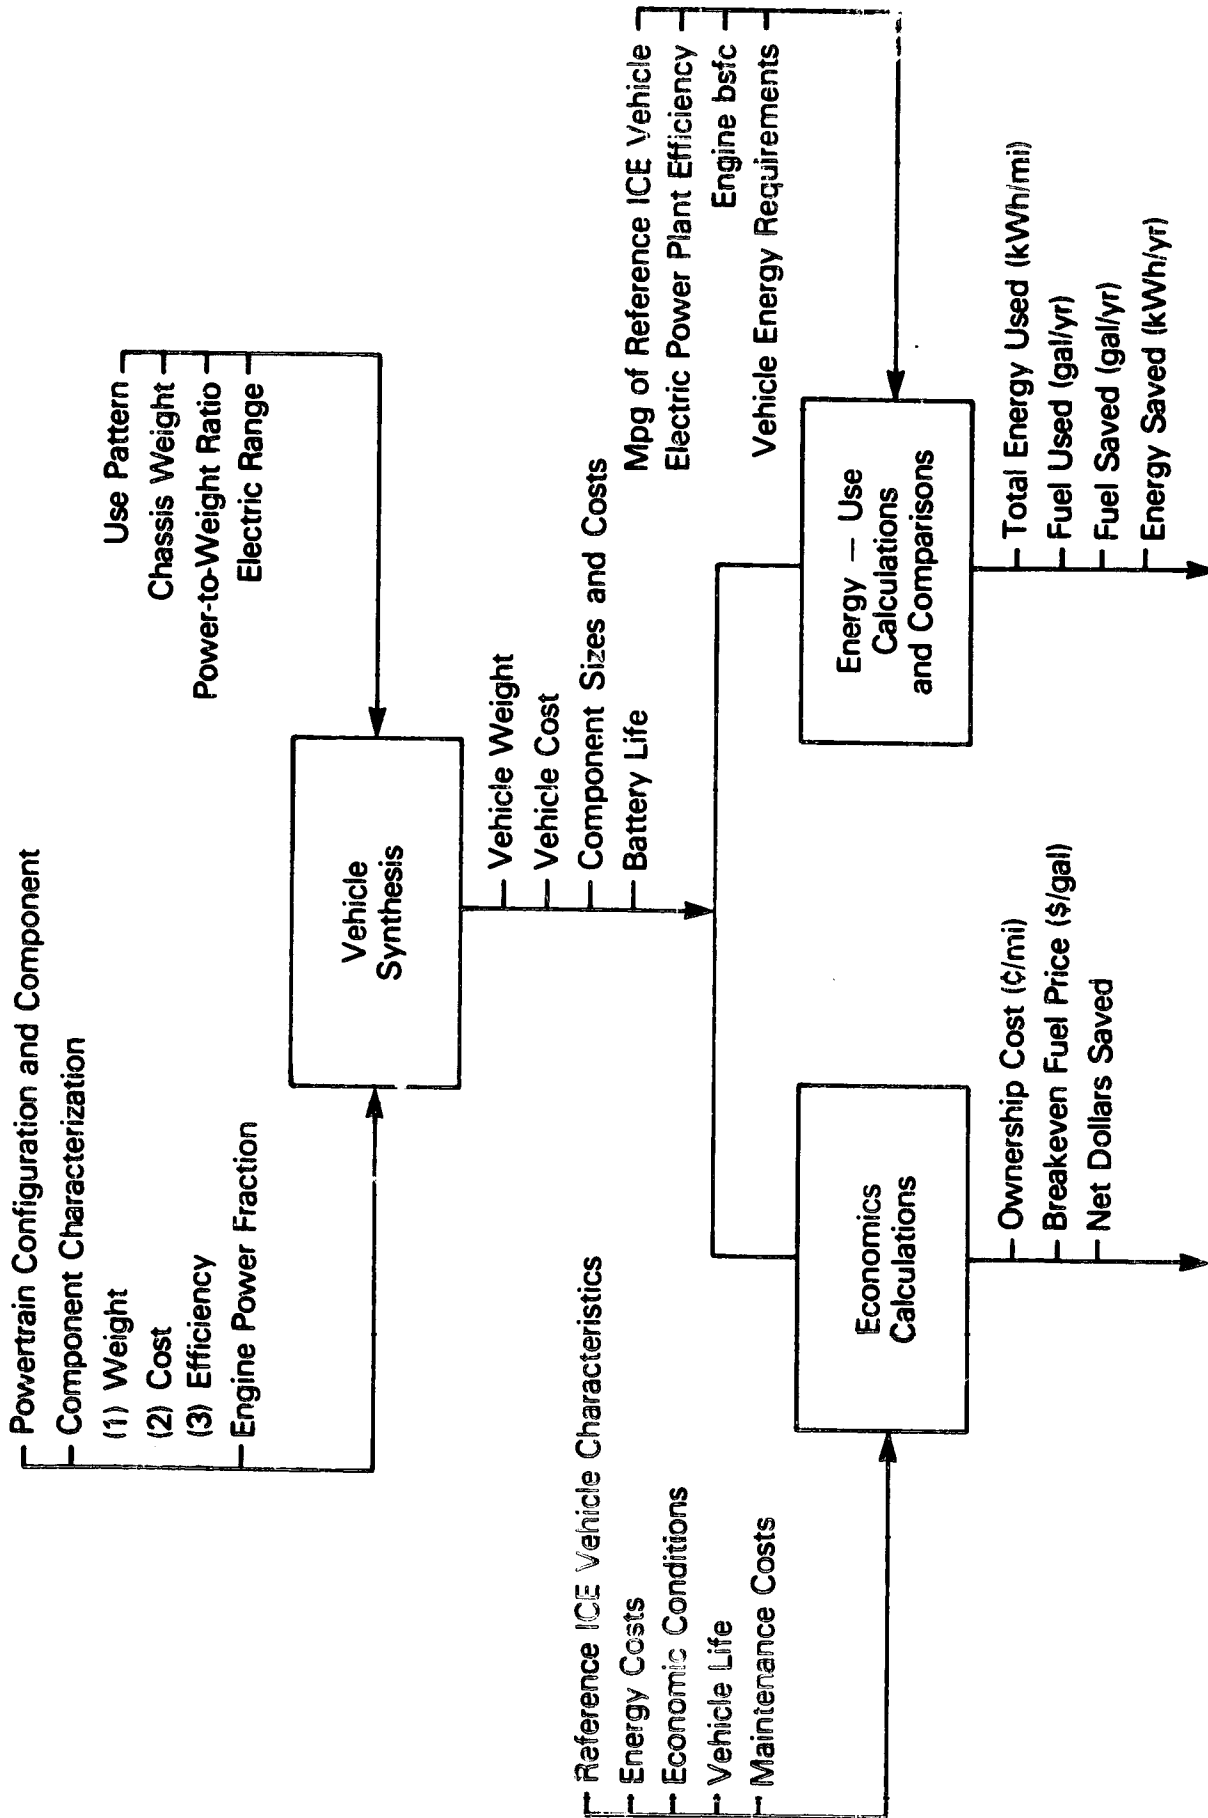 Powertrain Configuration and Component
Component Characterization
(1) Weight
(2) Cost
(3) Efficiency
Engine Power Fraction
Use Pattern
Chassis Weight
Power-to-Weight Ratio
Electric Range
Vehicle
Synthesis
Vehicle Weight
Vehicle Cost
Component Sizes and Costs
Battery Life
Reference ICE Vehicle Characteristics
Energy Costs
Economic Conditions
Vehicle Life
Maintenance Costs
Economics
Calculations
Ownership Cost (¢/mi)
Breakeven Fuel Price ($/gal)
Net Dollars Saved
Mpg of Reference ICE Vehicle
Electric Power Plant Efficiency
Engine bsfc
Vehicle Energy Requirements
Energy — Use
Calculations
and Comparisons
Total Energy Used (kWh/mi)
Fuel Used (gal/yr)
Fuel Saved (gal/yr)
Energy Saved (kWh/yr)